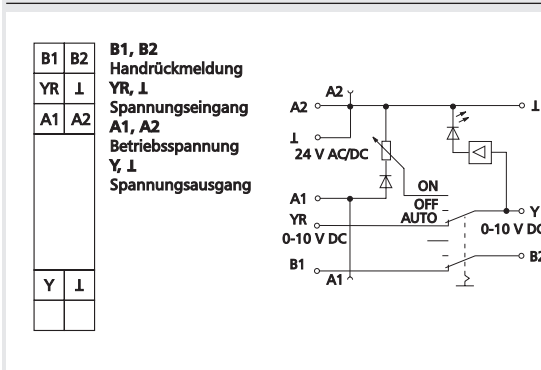 B1 B2
YR ⊥
A1 A2
Y ⊥
B1, B2
Handrückmeldung
YR, ⊥
Spannungseingang
A1, A2
Betriebsspannung
Y, ⊥
Spannungsausgang
A2
A2
⊥
⊥
24 V AC/DC
A1
ON
OFF
AUTO
YR
0-10 V DC
Y
0-10 V DC
B1
B2
A1